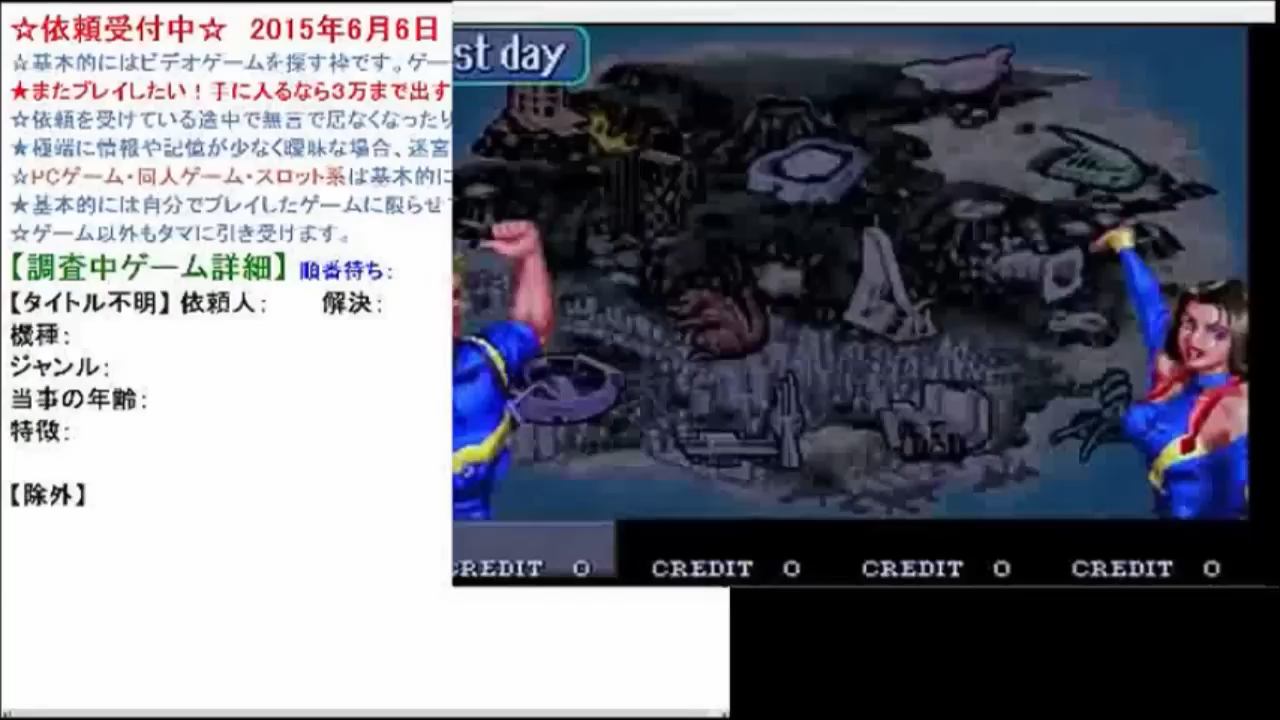 ☆依頼受付中☆ 2015年6月6日
☆基本的にはビデオゲームを探す枠です。ゲー
★またプレイしたい！手に入るなら3万まで出す
☆依頼を受けている途中で無言で居なくなったり
★極端に情報や記憶が少なく曖昧な場合、迷宮
☆PCゲーム・同人ゲーム・スロット系は基本的に
★基本的には自分でプレイしたゲームに限らせ
☆ゲーム以外もタマに引き受けます。
【調査中ゲーム詳細】 順番待ち:
【タイトル不明】 依頼人: 解決:
機種:
ジャンル:
当事の年齢:
特徴:
【除外】
st day
CREDIT 0 CREDIT 0 CREDIT 0 CREDIT 0